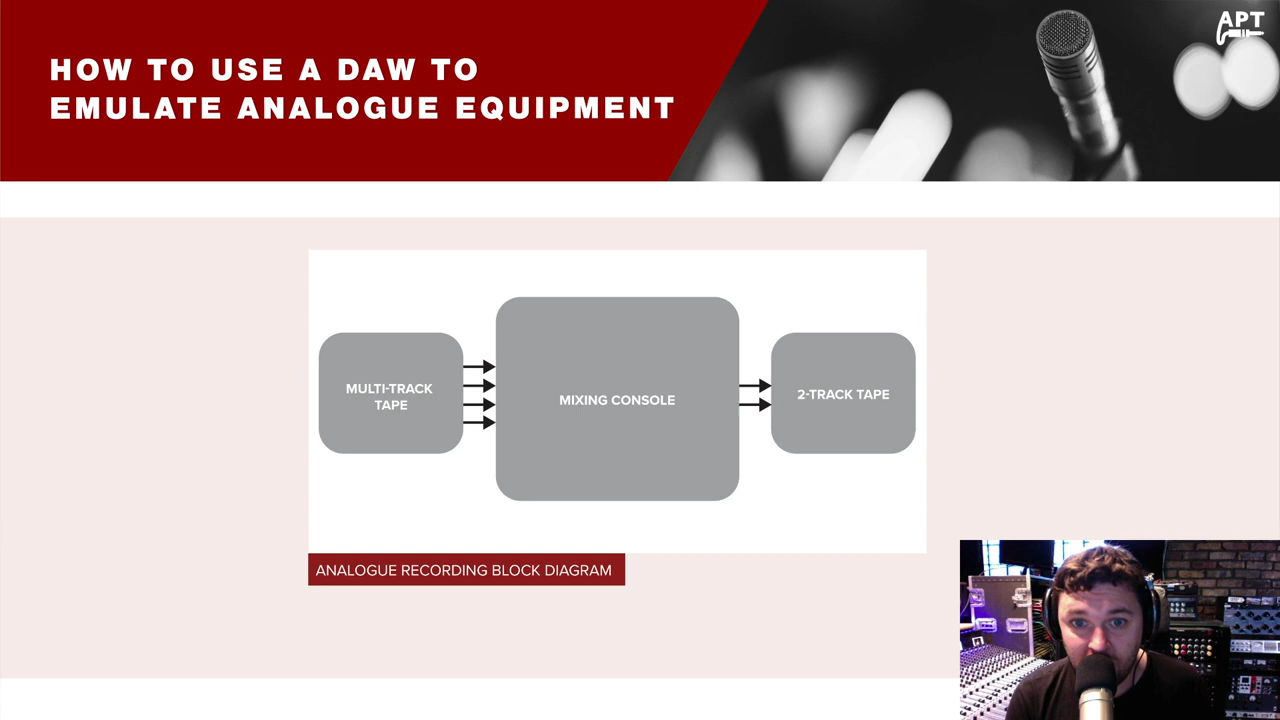 HOW TO USE A DAW TO
EMULATE ANALOGUE EQUIPMENT
APT
MULTI-TRACK
TAPE
MIXING CONSOLE
2-TRACK TAPE
ANALOGUE RECORDING BLOCK DIAGRAM